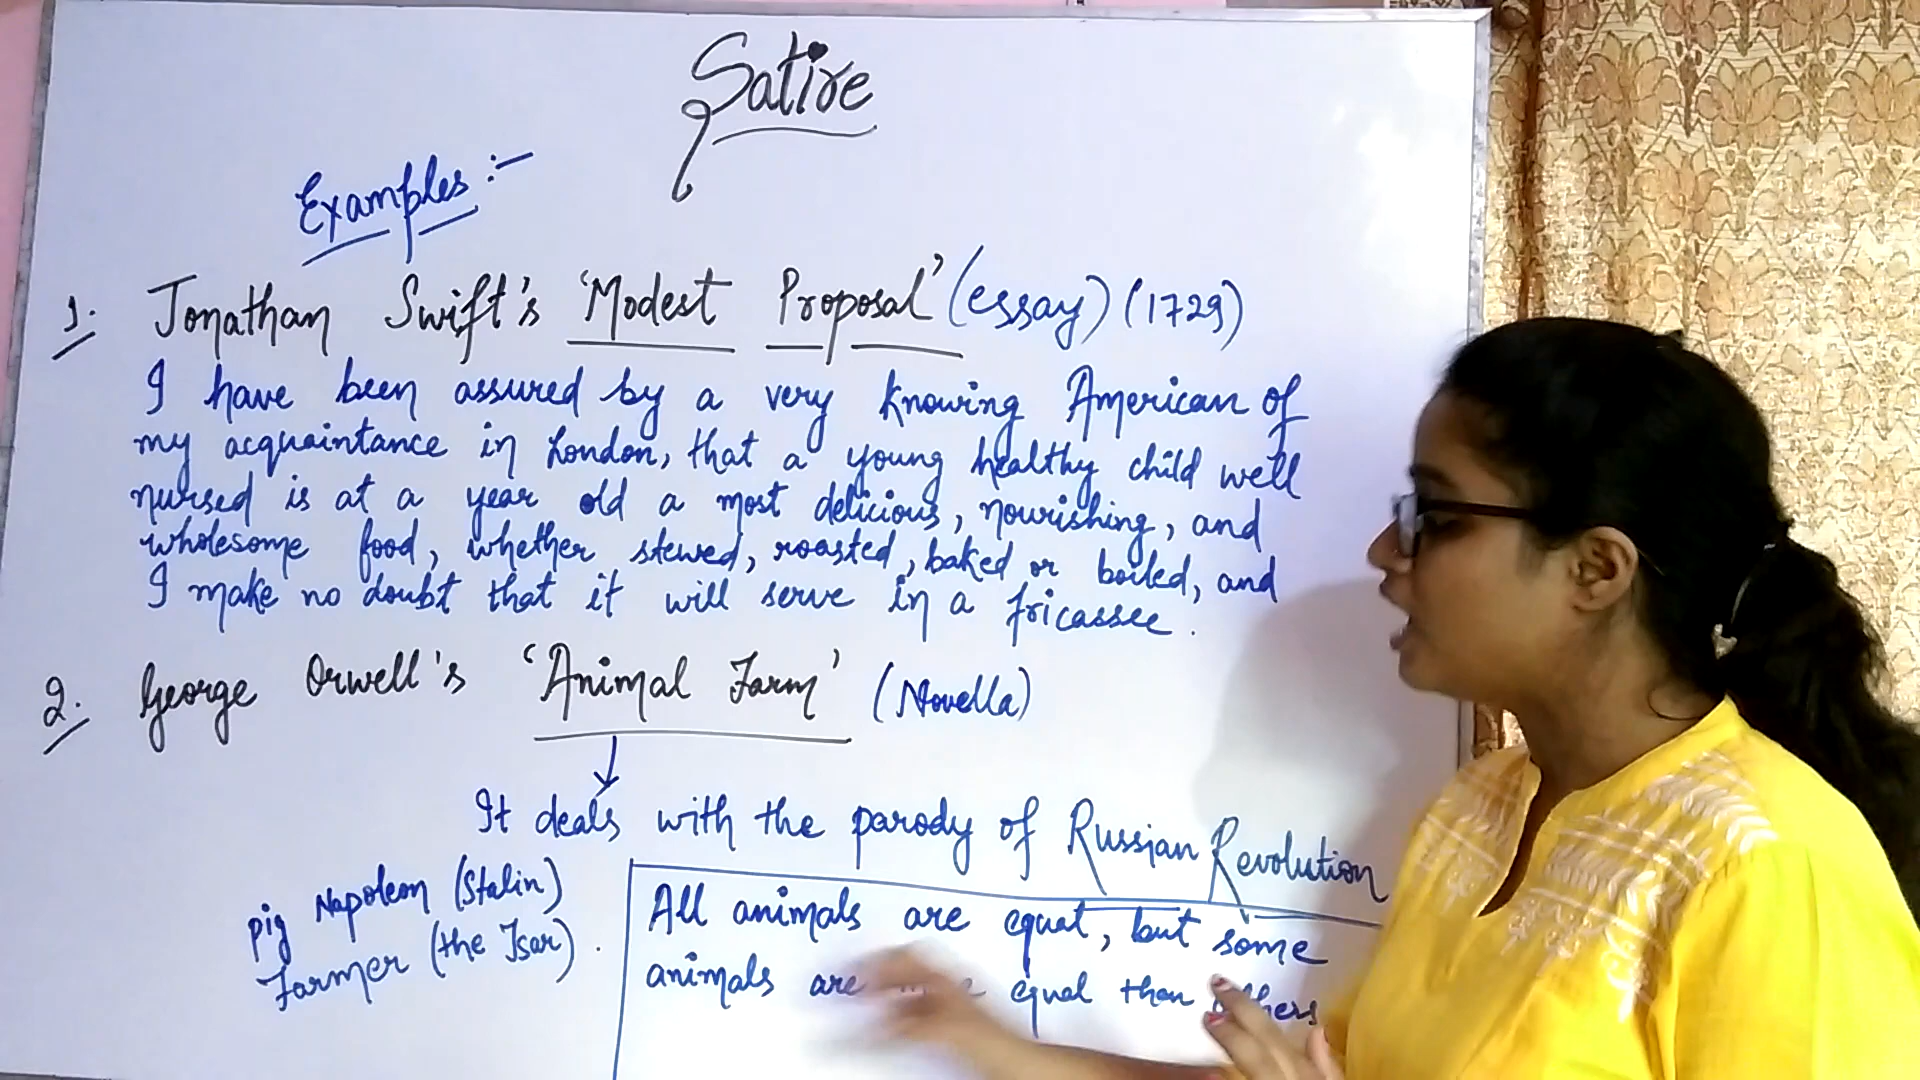 Satire
Examples :-
1. Jonathan Swift's 'Modest Proposal' (essay) (1729)
I have been assured by a very knowing American of
my acquaintance in London, that a young healthy child well
nursed is at a year old a most delicious, nourishing, and
wholesome food, whether stewed, roasted, baked or boiled, and
I make no doubt that it will serve in a fricassee.
2. George Orwell's 'Animal Farm' (Novella)
It deals with the parody of Russian Revolution
pig Napoleon (Stalin)
Farmer (the Tsar).
All animals are equal, but some
animals are equal than others